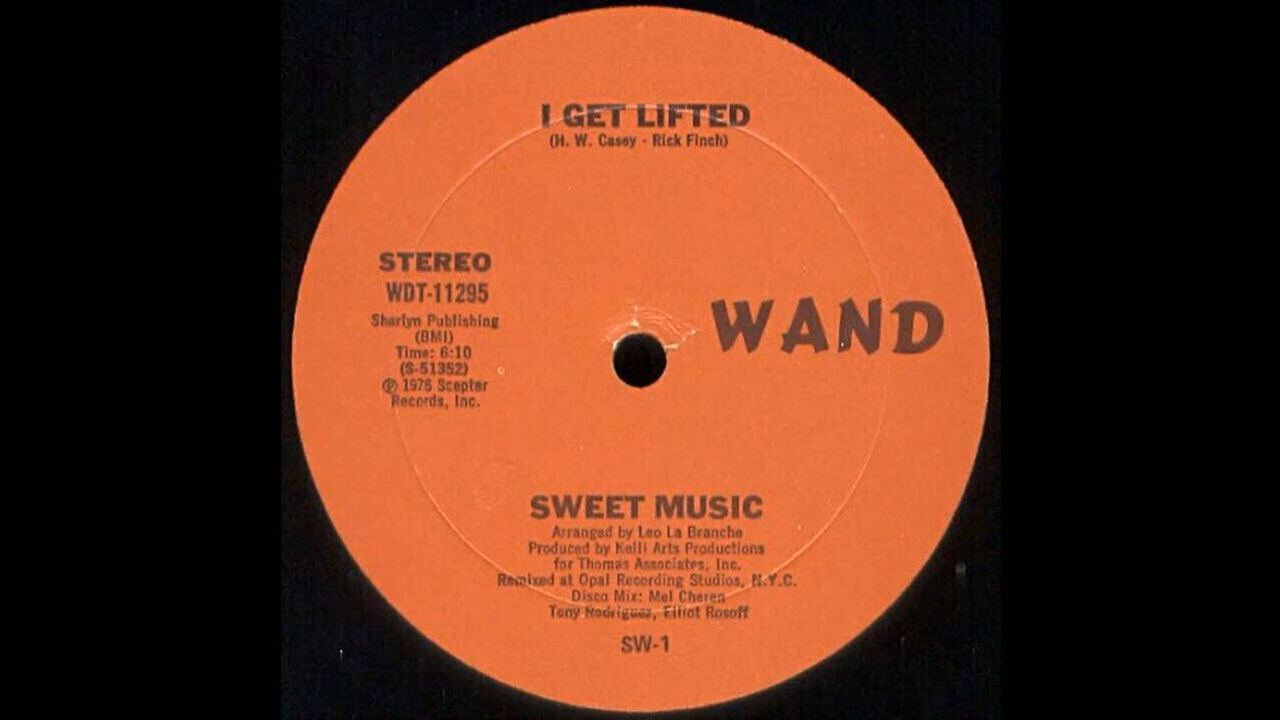 I GET LIFTED
(H. W. Casey - Rick Finch)
STEREO
WDT-11295
Sherlyn Publishing
(BMI)
Time: 6:10
(S-51352)
Ⓟ 1976 Scepter
Records, Inc.
WAND
SWEET MUSIC
Arranged by Leo La Branche
Produced by Kelli Arts Productions
for Thomas Associates, Inc.
Remixed at Opal Recording Studios, N.Y.C.
Disco Mix: Mel Cheren
Tony Rodriguez, Elliot Rosoff
SW-1